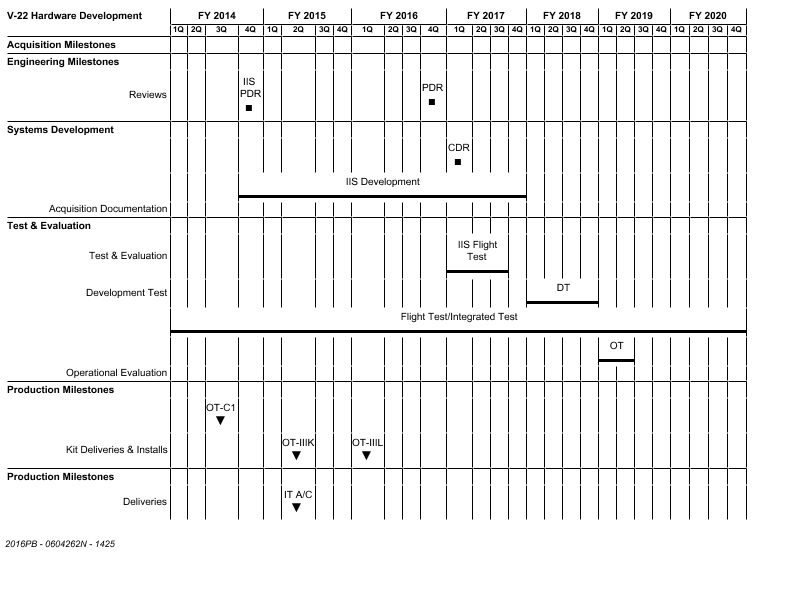 V-22 Hardware Development FY 2014 FY 2015 FY 2016 FY 2017 FY 2018 FY 2019 FY 2020
1Q 2Q 3Q 4Q 1Q 2Q 3Q 4Q 1Q 2Q 3Q 4Q 1Q 2Q 3Q 4Q 1Q 2Q 3Q 4Q 1Q 2Q 3Q 4Q 1Q 2Q 3Q 4Q
Acquisition Milestones
Engineering Milestones
IIS
PDR
PDR
Reviews
Systems Development
CDR
IIS Development
Acquisition Documentation
Test & Evaluation
IIS Flight
Test
Test & Evaluation
DT
Development Test
Flight Test/Integrated Test
OT
Operational Evaluation
Production Milestones
OT-C1
OT-IIIK OT-IIIL
Kit Deliveries & Installs
Production Milestones
IT A/C
Deliveries
2016PB - 0604262N - 1425